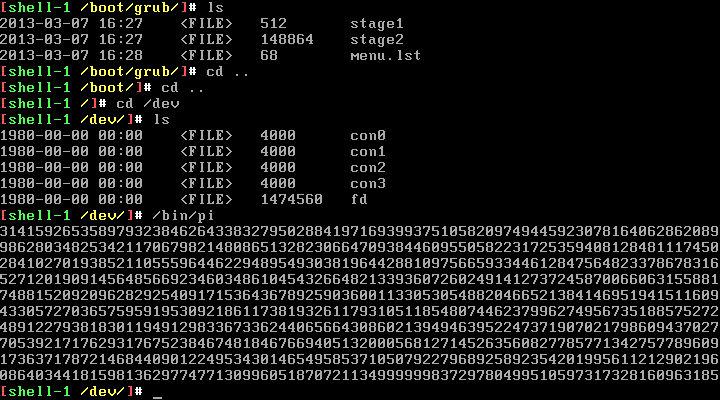 [shell-1 /boot/grub/]# ls
2013-03-07 16:27    <FILE>   512        stage1
2013-03-07 16:27    <FILE>   148864     stage2
2013-03-07 16:28    <FILE>   68         menu.lst
[shell-1 /boot/grub/]# cd ..
[shell-1 /boot/]# cd ..
[shell-1 /]# cd /dev
[shell-1 /dev/]# ls
1980-00-00 00:00    <FILE>   4000       con0
1980-00-00 00:00    <FILE>   4000       con1
1980-00-00 00:00    <FILE>   4000       con2
1980-00-00 00:00    <FILE>   4000       con3
1980-00-00 00:00    <FILE>   1474560    fd
[shell-1 /dev/]# /bin/pi
31415926535897932384626433832795028841971693993751058209749445923078164062862089
98628034825342117067982148086513282306647093844609550582231725359408128481117450
28410270193852110555964462294895493038196442881097566593344612847564823378678316
52712019091456485669234603486104543266482133936072602491412737245870066063155881
74881520920962829254091715364367892590360011330530548820466521384146951941511609
43305727036575959195309218611738193261179310511854807446237996274956735188575272
48912279381830119491298336733624406566430860213949463952247371907021798609437027
70539217176293176752384674818467669405132000568127145263560827785771342757789609
17363717872146844090122495343014654958537105079227968925892354201995611212902196
08640344181598136297747713099605187072113499999983729780499510597317328160963185
[shell-1 /dev/]# _